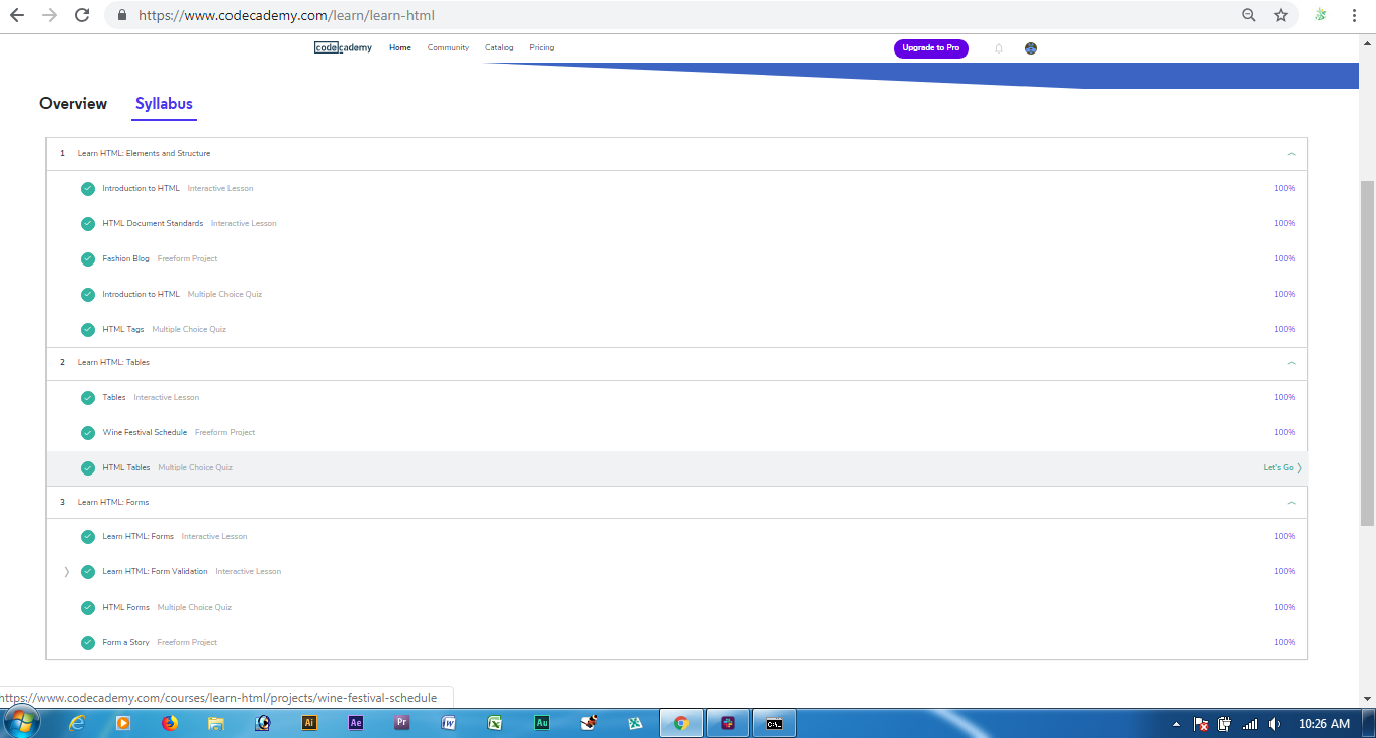 https://www.codecademy.com/learn/learn-html
codecademy Home Community Catalog Pricing Upgrade to Pro
Overview Syllabus
1 Learn HTML: Elements and Structure
Introduction to HTML Interactive Lesson 100%
HTML Document Standards Interactive Lesson 100%
Fashion Blog Freeform Project 100%
Introduction to HTML Multiple Choice Quiz 100%
HTML Tags Multiple Choice Quiz 100%
2 Learn HTML: Tables
Tables Interactive Lesson 100%
Wine Festival Schedule Freeform Project 100%
HTML Tables Multiple Choice Quiz Let's Go
3 Learn HTML: Forms
Learn HTML: Forms Interactive Lesson 100%
Learn HTML: Form Validation Interactive Lesson 100%
HTML Forms Multiple Choice Quiz 100%
Form a Story Freeform Project 100%
https://www.codecademy.com/courses/learn-html/projects/wine-festival-schedule
Ai Ae Pr W Au C:\. 10:26 AM